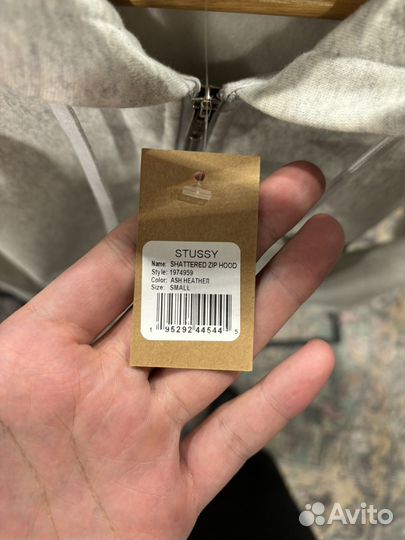 STUSSY
Name: SHATTERED ZIP HOOD
Style: 1974959
Color: ASH HEATHER
Size: SMALL
1 95292 44544 5
Avito